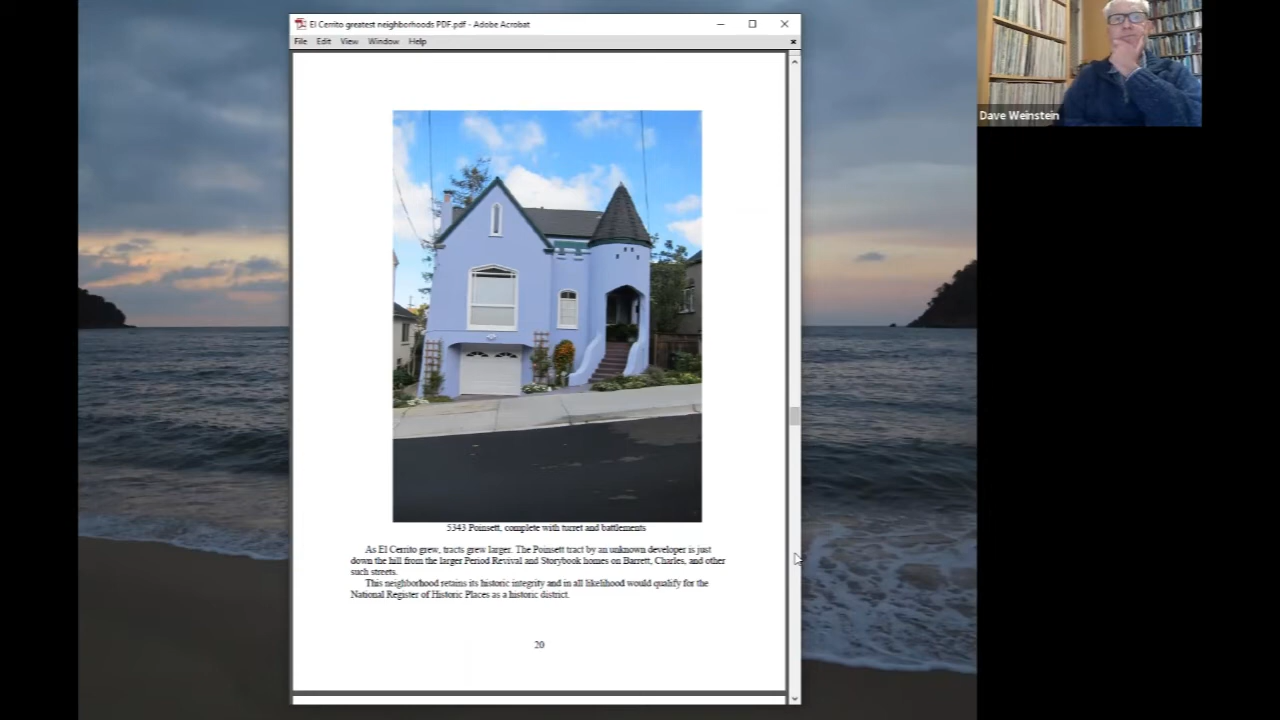 El Cerrito greatest neighborhoods PDF.pdf - Adobe Acrobat
File Edit View Window Help
Dave Weinstein
5343 Poinsett, complete with turret and battlements
As El Cerrito grew, tracts grew larger. The Poinsett tract by an unknown developer is just
down the hill from the larger Period Revival and Storybook homes on Barrett, Charles, and other
such streets.
This neighborhood retains its historic integrity and in all likelihood would qualify for the
National Register of Historic Places as a historic district.
20